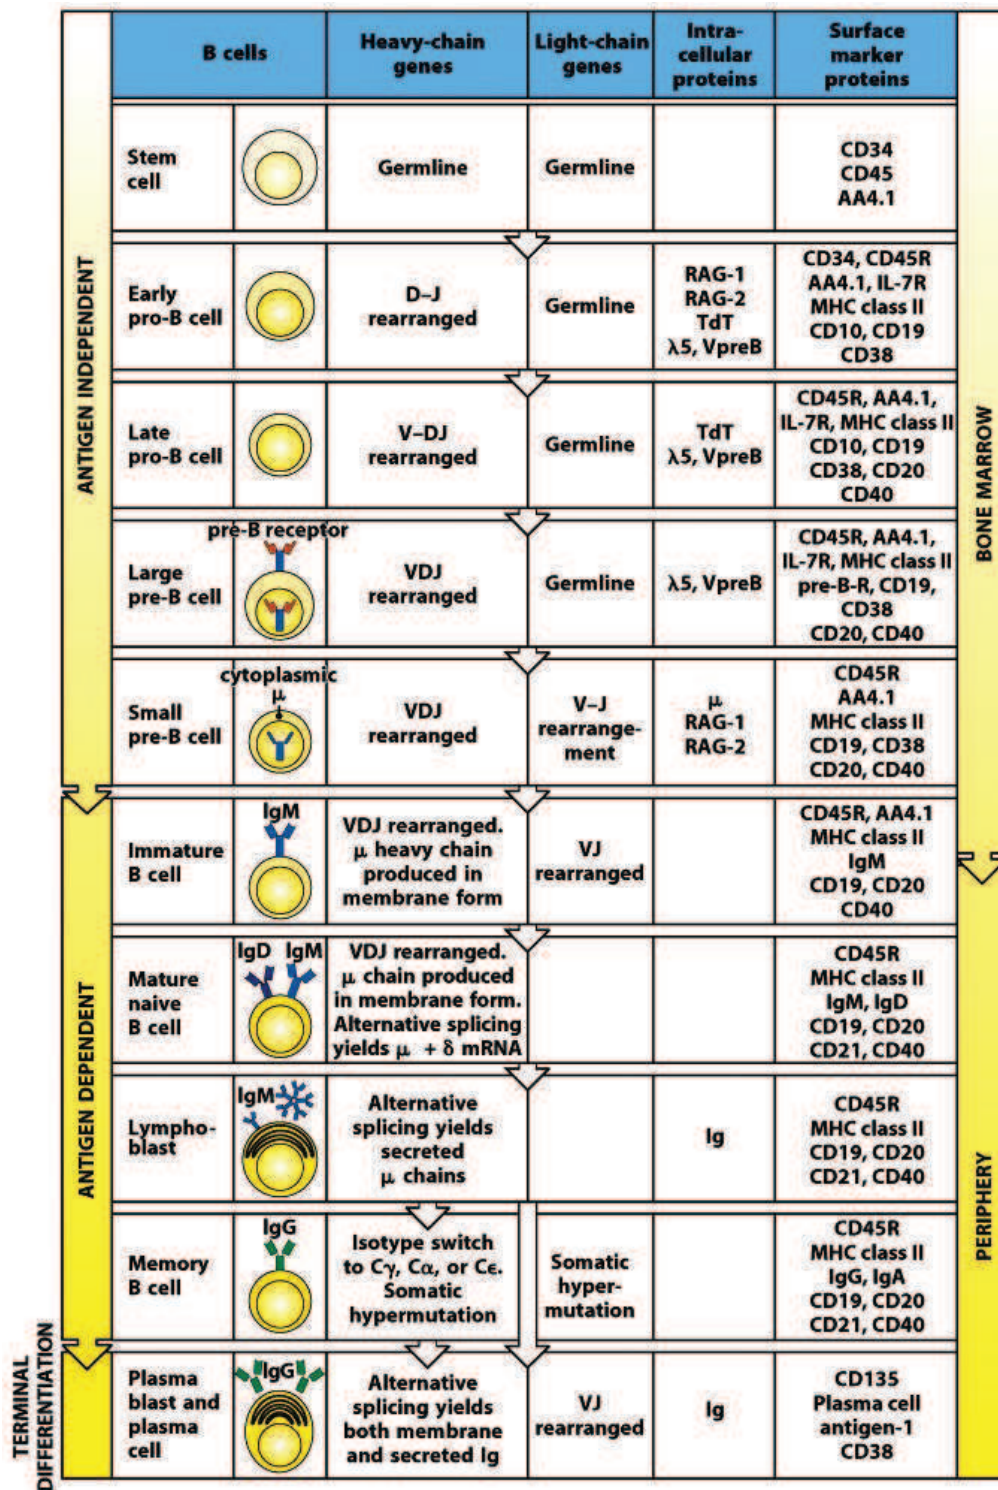 B cells
Heavy-chain
genes
Light-chain
genes
Intra-
cellular
proteins
Surface
marker
proteins
Stem
cell
Germline
Germline
CD34
CD45
AA4.1
Early
pro-B cell
D–J
rearranged
Germline
RAG-1
RAG-2
TdT
λ5, VpreB
CD34, CD45R
AA4.1, IL-7R
MHC class II
CD10, CD19
CD38
Late
pro-B cell
V–DJ
rearranged
Germline
TdT
λ5, VpreB
CD45R, AA4.1,
IL-7R, MHC class II
CD10, CD19
CD38, CD20
CD40
Large
pre-B cell
pre-B receptor
VDJ
rearranged
Germline
λ5, VpreB
CD45R, AA4.1,
IL-7R, MHC class II
pre-B-R, CD19,
CD38
CD20, CD40
Small
pre-B cell
cytoplasmic
μ
VDJ
rearranged
V–J
rearrange-
ment
μ
RAG-1
RAG-2
CD45R
AA4.1
MHC class II
CD19, CD38
CD20, CD40
Immature
B cell
IgM
VDJ rearranged.
μ heavy chain
produced in
membrane form
VJ
rearranged
CD45R, AA4.1
MHC class II
IgM
CD19, CD20
CD40
Mature
naive
B cell
IgD IgM
VDJ rearranged.
μ chain produced
in membrane form.
Alternative splicing
yields μ + δ mRNA
CD45R
MHC class II
IgM, IgD
CD19, CD20
CD21, CD40
Lympho-
blast
IgM
Alternative
splicing yields
secreted
μ chains
Ig
CD45R
MHC class II
CD19, CD20
CD21, CD40
Memory
B cell
IgG
Isotype switch
to Cγ, Cα, or Cε.
Somatic
hypermutation
Somatic
hyper-
mutation
CD45R
MHC class II
IgG, IgA
CD19, CD20
CD21, CD40
Plasma
blast and
plasma
cell
IgG
Alternative
splicing yields
both membrane
and secreted Ig
VJ
rearranged
Ig
CD135
Plasma cell
antigen-1
CD38
ANTIGEN INDEPENDENT
ANTIGEN DEPENDENT
TERMINAL
DIFFERENTIATION
BONE MARROW
PERIPHERY